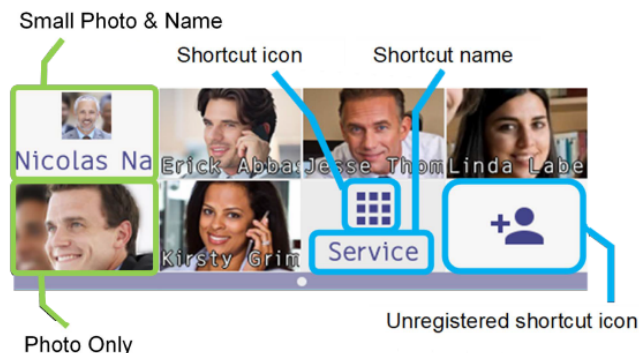 Small Photo & Name
Shortcut icon
Shortcut name
Nicolas Na
Erick Abbas
Jesse Thom
Linda Labe
Kirsty Grim
Service
Unregistered shortcut icon
Photo Only